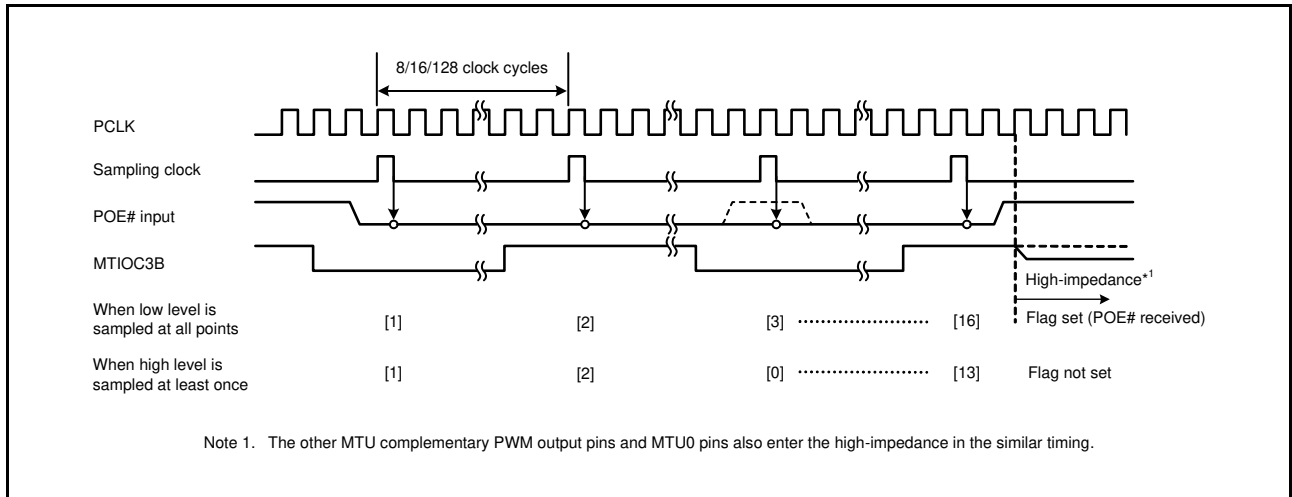 8/16/128 clock cycles
PCLK
Sampling clock
POE# input
MTIOC3B
High-impedance*1
When low level is
sampled at all points
[1] [2] [3] [16] Flag set (POE# received)
When high level is
sampled at least once
[1] [2] [0] [13] Flag not set
Note 1. The other MTU complementary PWM output pins and MTU0 pins also enter the high-impedance in the similar timing.